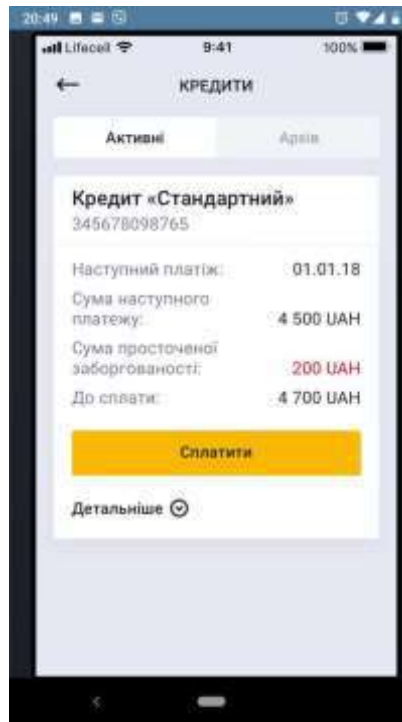 20:49
Lifecell 9:41 100%
КРЕДИТИ
Активні Архів
Кредит «Стандартний»
345678098765
Наступний платіж: 01.01.18
Сума наступного
платежу: 4 500 UAH
Сума простроченої
заборгованості: 200 UAH
До сплати: 4 700 UAH
Сплатити
Детальніше